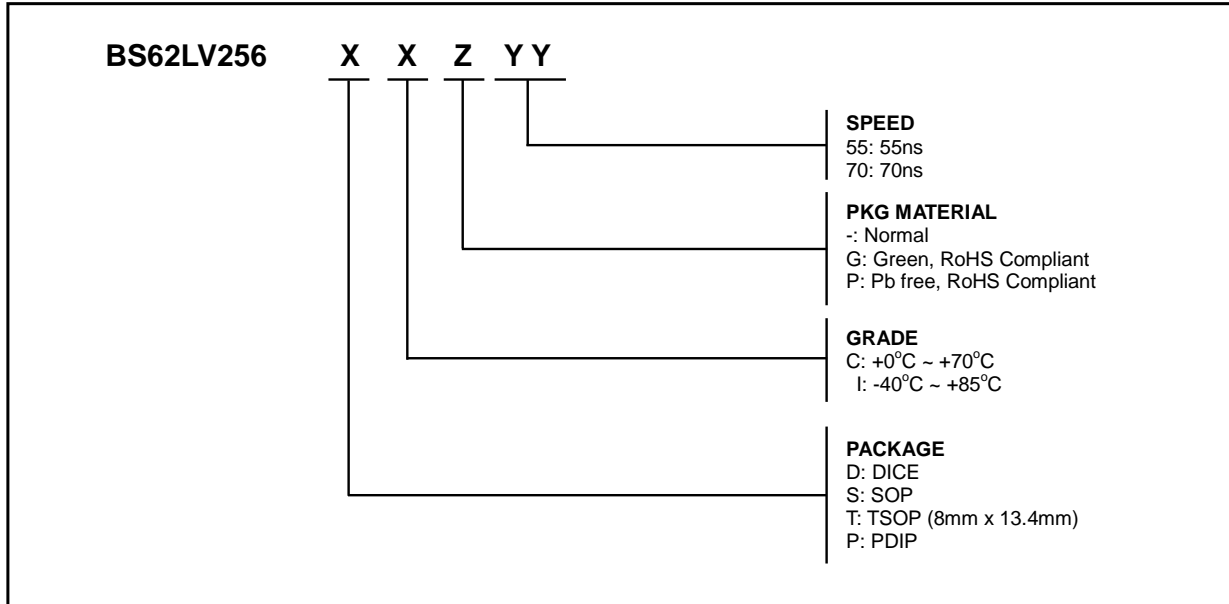 BS62LV256 X X Z Y Y
SPEED
55: 55ns
70: 70ns
PKG MATERIAL
-: Normal
G: Green, RoHS Compliant
P: Pb free, RoHS Compliant
GRADE
C: +0°C ~ +70°C
I: -40°C ~ +85°C
PACKAGE
D: DICE
S: SOP
T: TSOP (8mm x 13.4mm)
P: PDIP